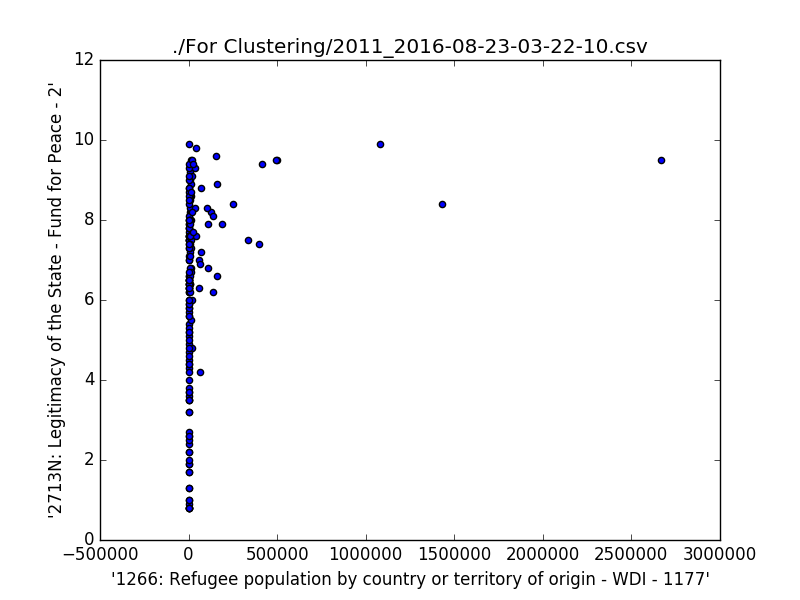 ./For Clustering/2011_2016-08-23-03-22-10.csv
12
10
8
6
4
2
0
'2713N: Legitimacy of the State - Fund for Peace - 2'
−500000 0 500000 1000000 1500000 2000000 2500000 3000000
'1266: Refugee population by country or territory of origin - WDI - 1177'